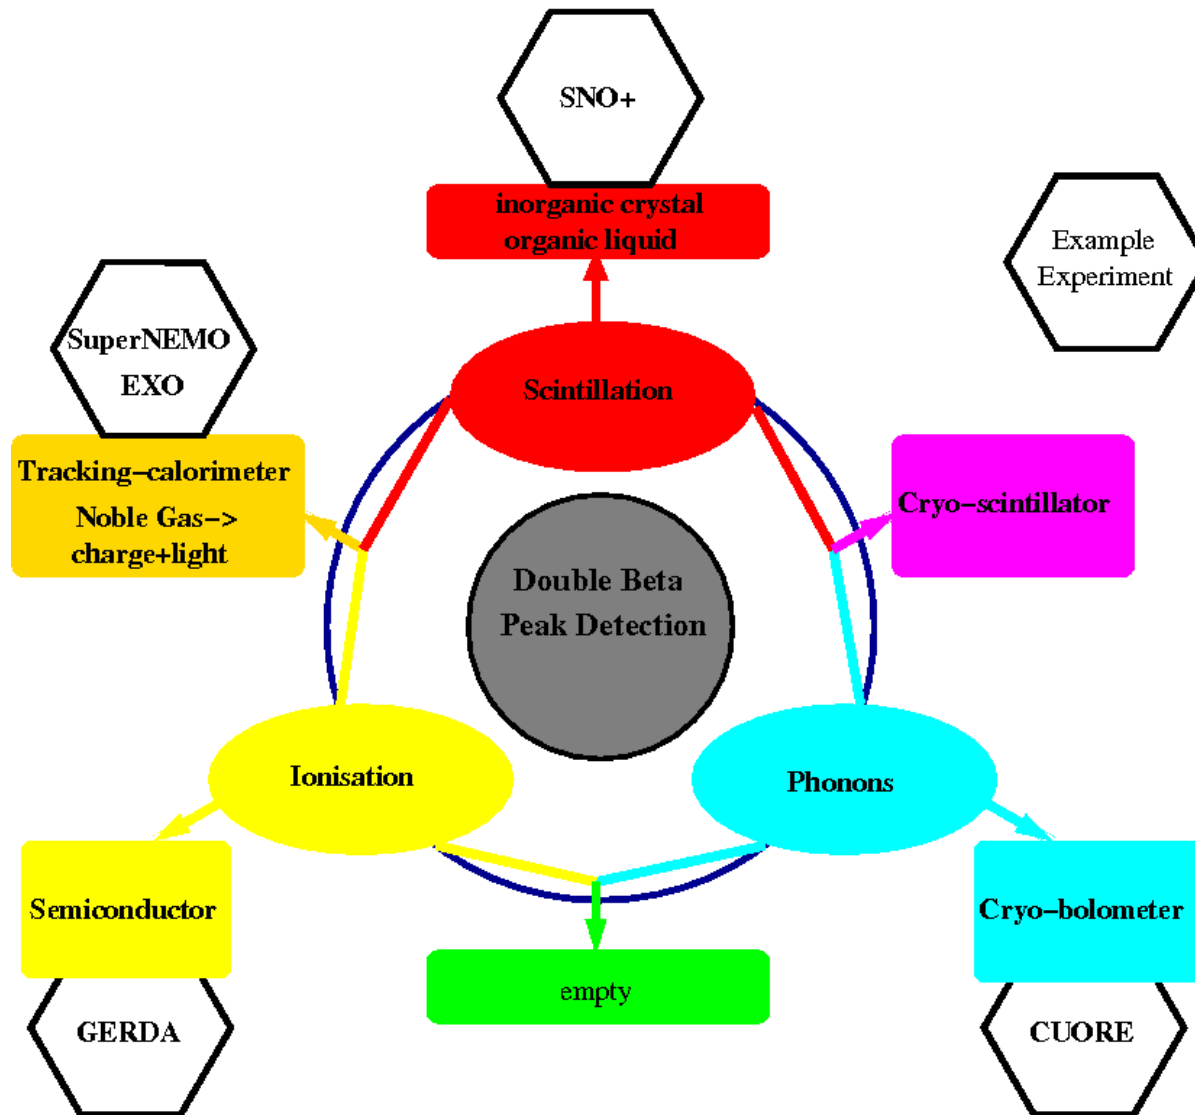 SNO+
inorganic crystal
organic liquid
Example
Experiment
SuperNEMO
EXO
Scintillation
Tracking−calorimeter
Noble Gas−>
charge+light
Cryo−scintillator
Double Beta
Peak Detection
Ionisation
Phonons
Semiconductor
Cryo−bolometer
empty
GERDA
CUORE